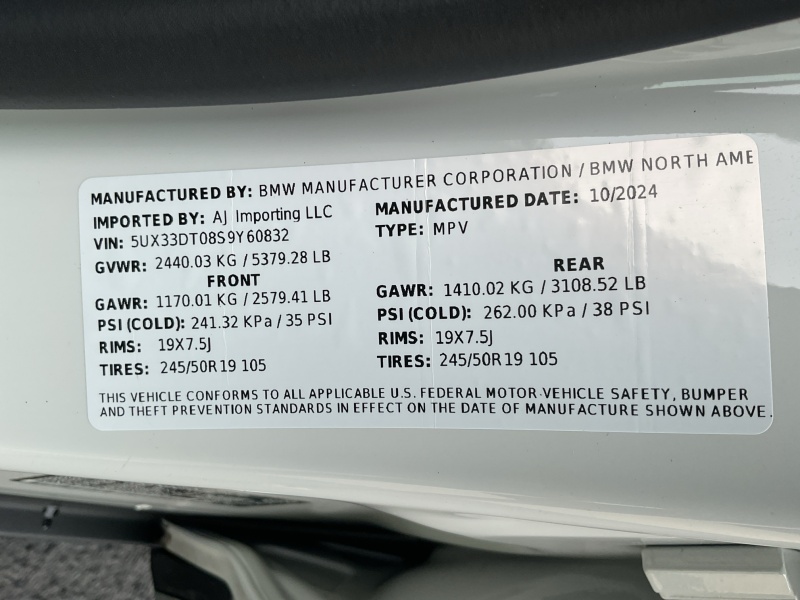 MANUFACTURED BY: BMW MANUFACTURER CORPORATION / BMW NORTH AME
IMPORTED BY: AJ Importing LLC MANUFACTURED DATE: 10/2024
VIN: 5UX33DT08S9Y60832 TYPE: MPV
GVWR: 2440.03 KG / 5379.28 LB
FRONT REAR
GAWR: 1170.01 KG / 2579.41 LB GAWR: 1410.02 KG / 3108.52 LB
PSI (COLD): 241.32 KPa / 35 PSI PSI (COLD): 262.00 KPa / 38 PSI
RIMS: 19X7.5J RIMS: 19X7.5J
TIRES: 245/50R19 105 TIRES: 245/50R19 105
THIS VEHICLE CONFORMS TO ALL APPLICABLE U.S. FEDERAL MOTOR-VEHICLE SAFETY, BUMPER
AND THEFT PREVENTION STANDARDS IN EFFECT ON THE DATE OF MANUFACTURE SHOWN ABOVE.